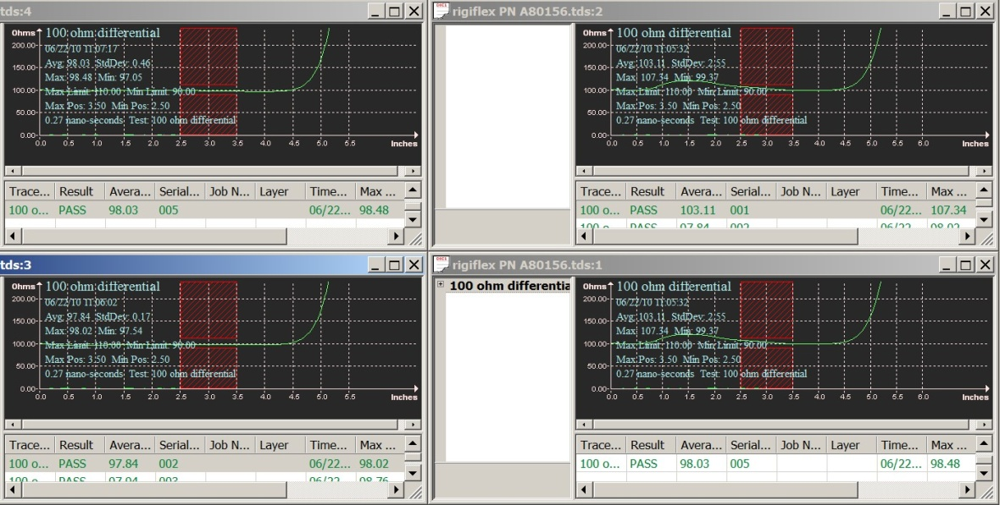 tds:4
Ohms 100 ohm differential
200.00 06/22/10 11:07:17
Avg: 98.03 StdDev: 0.46
150.00
Max: 98.48 Min: 97.05
100.00 Max Limit: 110.00 Min Limit: 90.00
Max Pos: 3.50 Min Pos: 2.50
50.00
0.27 nano-seconds Test: 100 ohm differential
0.00
0.0 0.5 1.0 1.5 2.0 2.5 3.0 3.5 4.0 4.5 5.0 5.5 Inches
Trace... Result Avera... Serial... Job N... Layer Time... Max ...
100 o... PASS 98.03 005 06/22... 98.48
rigiflex PN A80156.tds:2
Ohms 100 ohm differential
200.00 06/22/10 11:05:32
Avg: 103.11 StdDev: 2.55
150.00
Max: 107.34 Min: 99.37
100.00 Max Limit: 110.00 Min Limit: 90.00
Max Pos: 3.50 Min Pos: 2.50
50.00
0.27 nano-seconds Test: 100 ohm differential
0.00
0.0 0.5 1.0 1.5 2.0 2.5 3.0 3.5 4.0 4.5 5.0 5.5 6.0 Inches
Trace... Result Avera... Serial... Job N... Layer Time... Max ...
100 o... PASS 103.11 001 06/22... 107.34
100 o... PASS 97.84 002 06/22... 98.02
tds:3
Ohms 100 ohm differential
200.00 06/22/10 11:06:02
Avg: 97.84 StdDev: 0.17
150.00
Max: 98.02 Min: 97.54
100.00 Max Limit: 110.00 Min Limit: 90.00
Max Pos: 3.50 Min Pos: 2.50
50.00
0.27 nano-seconds Test: 100 ohm differential
0.00
0.0 0.5 1.0 1.5 2.0 2.5 3.0 3.5 4.0 4.5 5.0 5.5 Inches
Trace... Result Avera... Serial... Job N... Layer Time... Max ...
100 o... PASS 97.84 002 06/22... 98.02
100 o... PASS 003 06/22... 98.76
rigiflex PN A80156.tds:1
100 ohm differentia
Ohms 100 ohm differential
200.00 06/22/10 11:05:32
Avg: 103.11 StdDev: 2.55
150.00
Max: 107.34 Min: 99.37
100.00 Max Limit: 110.00 Min Limit: 90.00
Max Pos: 3.50 Min Pos: 2.50
50.00
0.27 nano-seconds Test: 100 ohm differential
0.00
0.0 0.5 1.0 1.5 2.0 2.5 3.0 3.5 4.0 4.5 5.0 5.5 6.0 Inches
Trace... Result Avera... Serial... Job N... Layer Time... Max ...
100 o... PASS 98.03 005 06/22... 98.48